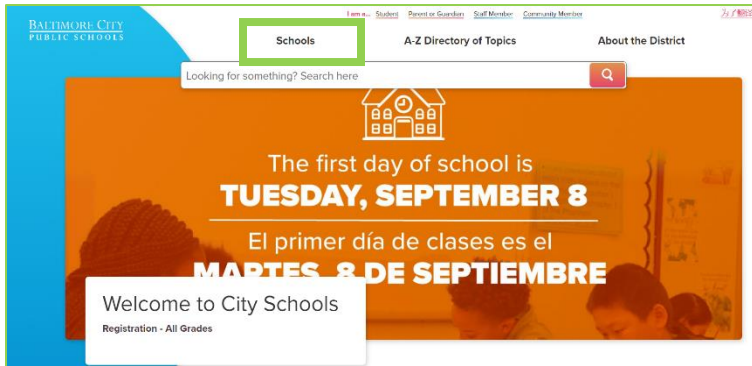 BALTIMORE CITY
PUBLIC SCHOOLS
I am a... Student Parent or Guardian Staff Member Community Member
Schools A-Z Directory of Topics About the District
Looking for something? Search here
The first day of school is
TUESDAY, SEPTEMBER 8
El primer día de clases es el
MARTES, 8 DE SEPTIEMBRE
Welcome to City Schools
Registration - All Grades